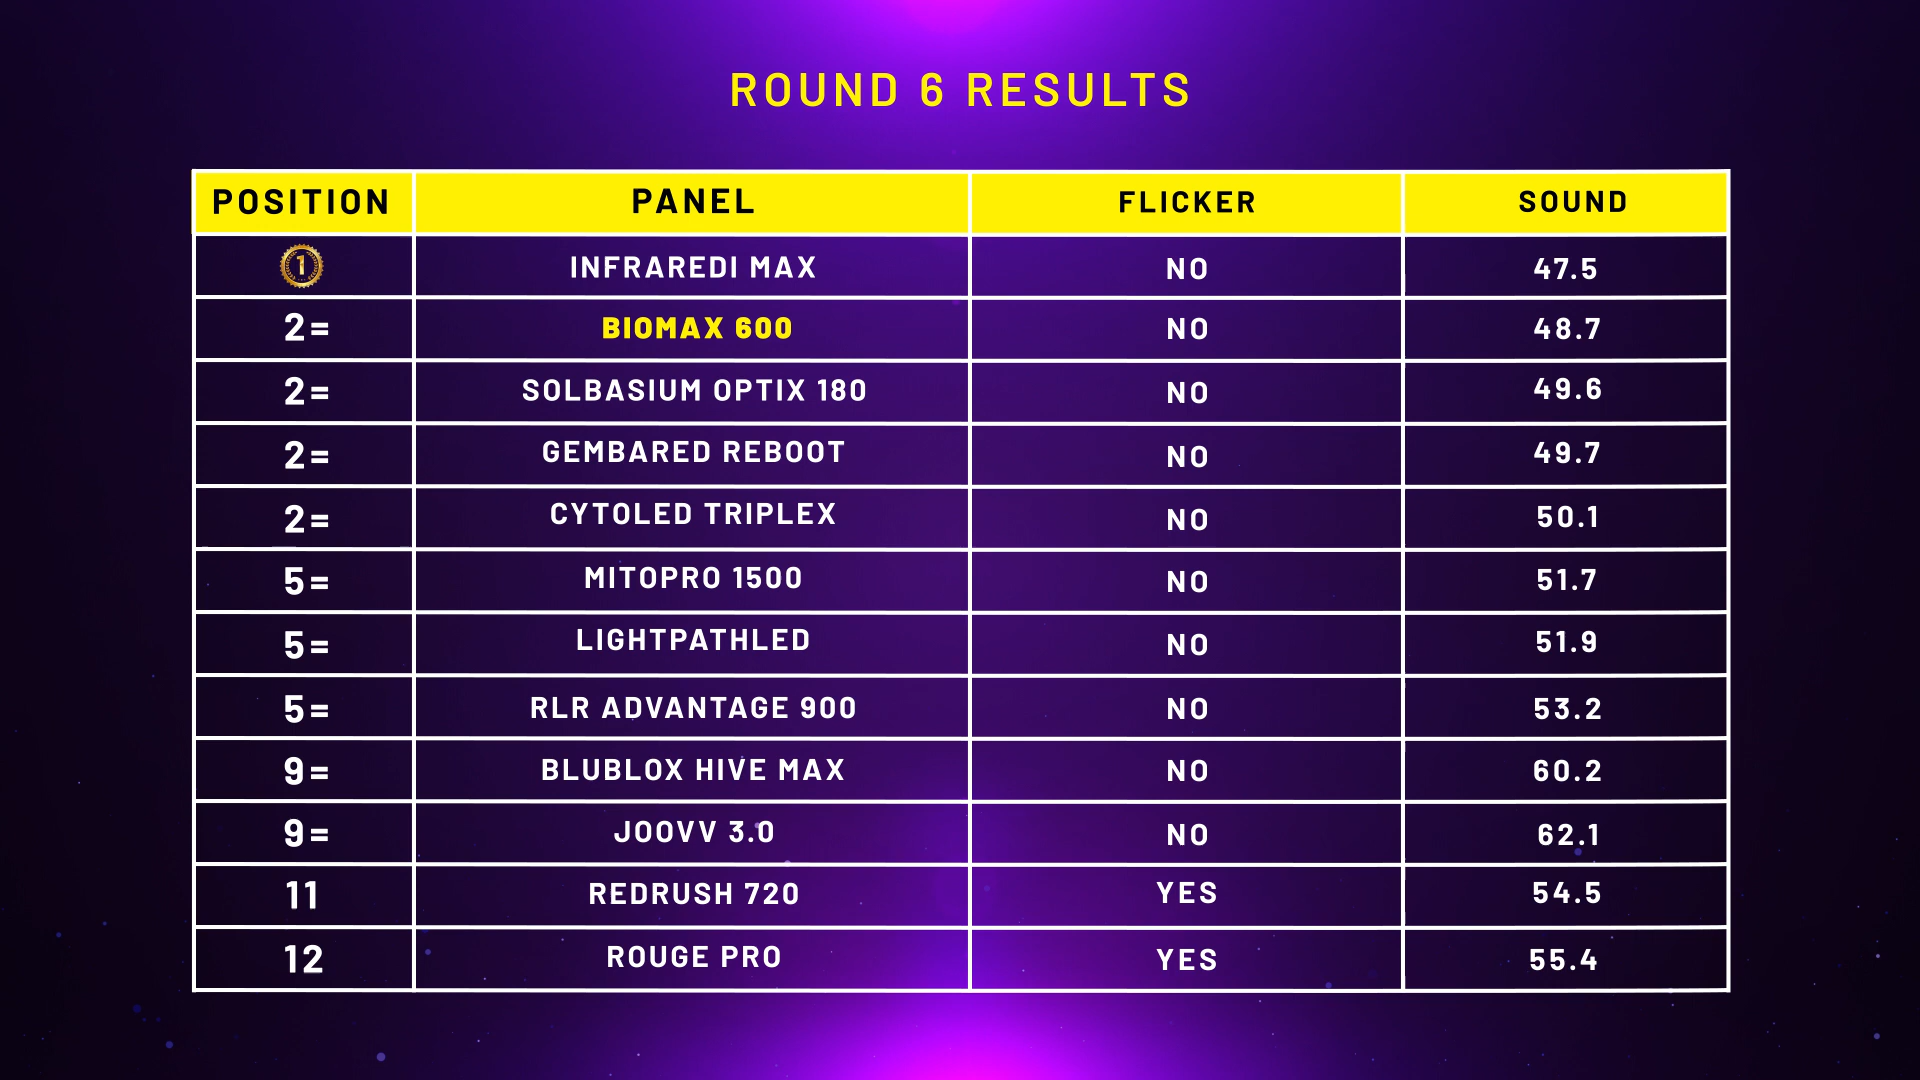 ROUND 6 RESULTS
POSITION PANEL FLICKER SOUND
1 INFRAREDI MAX NO 47.5
2= BIOMAX 600 NO 48.7
2= SOLBASIUM OPTIX 180 NO 49.6
2= GEMBARED REBOOT NO 49.7
2= CYTOLED TRIPLEX NO 50.1
5= MITOPRO 1500 NO 51.7
5= LIGHTPATHLED NO 51.9
5= RLR ADVANTAGE 900 NO 53.2
9= BLUBLOX HIVE MAX NO 60.2
9= JOOVV 3.0 NO 62.1
11 REDRUSH 720 YES 54.5
12 ROUGE PRO YES 55.4